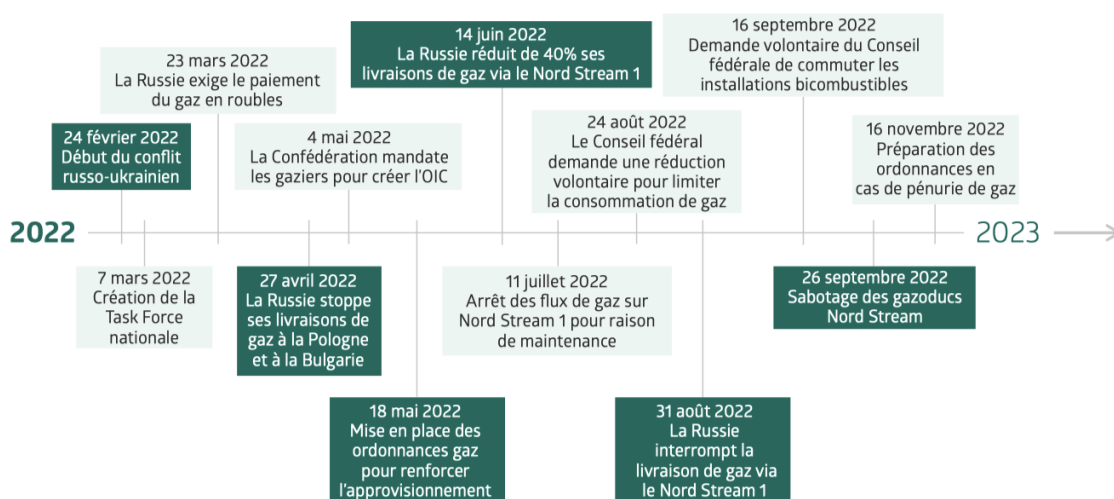 14 juin 2022
La Russie réduit de 40% ses
livraisons de gaz via le Nord Stream 1
16 septembre 2022
Demande volontaire du Conseil
fédérale de commuter les
installations bicombustibles
23 mars 2022
La Russie exige le paiement
du gaz en roubles
24 février 2022
Début du conflit
russo-ukrainien
4 mai 2022
La Confédération mandate
les gaziers pour créer l'OIC
24 août 2022
Le Conseil fédéral
demande une réduction
volontaire pour limiter
la consommation de gaz
16 novembre 2022
Préparation des
ordonnances en
cas de pénurie de gaz
2022
2023
7 mars 2022
Création de la
Task Force
nationale
27 avril 2022
La Russie stoppe
ses livraisons de
gaz à la Pologne
et à la Bulgarie
11 juillet 2022
Arrêt des flux de gaz sur
Nord Stream 1 pour raison
de maintenance
26 septembre 2022
Sabotage des gazoducs
Nord Stream
18 mai 2022
Mise en place des
ordonnances gaz
pour renforcer
l'approvisionnement
31 août 2022
La Russie
interrompt la
livraison de gaz via
le Nord Stream 1